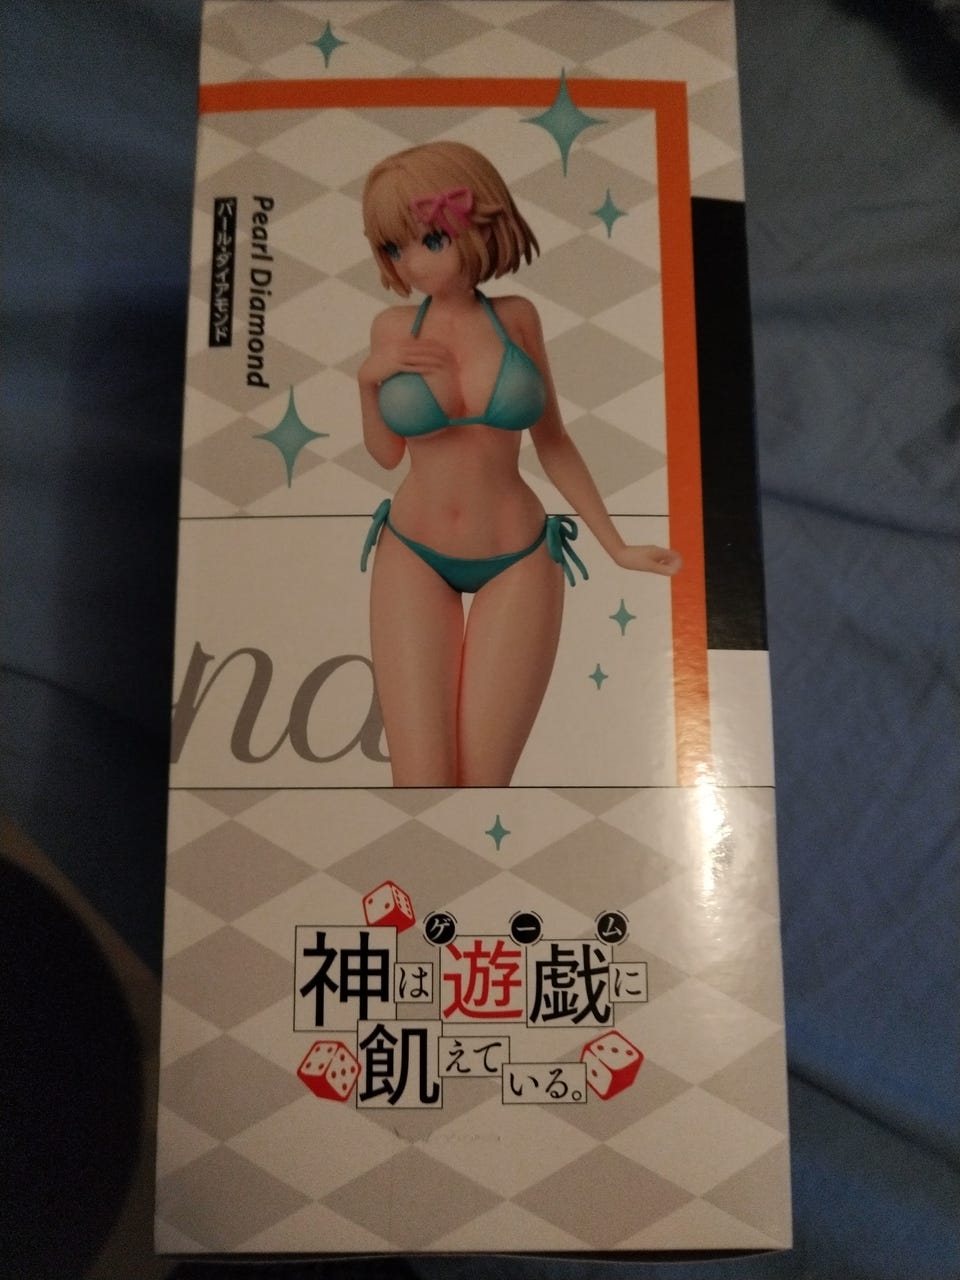 Pearl Diamond
パール・ダイアモンド
nd
ゲーム
神は遊戯に
飢えて
いる。